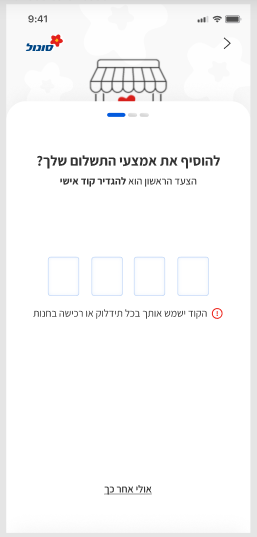 9:41
סונול
להוסיף את אמצעי התשלום שלך?
הצעד הראשון הוא להגדיר קוד אישי
הקוד ישמש אותך בכל תידלוק או רכישה בחנות
אולי אחר כך